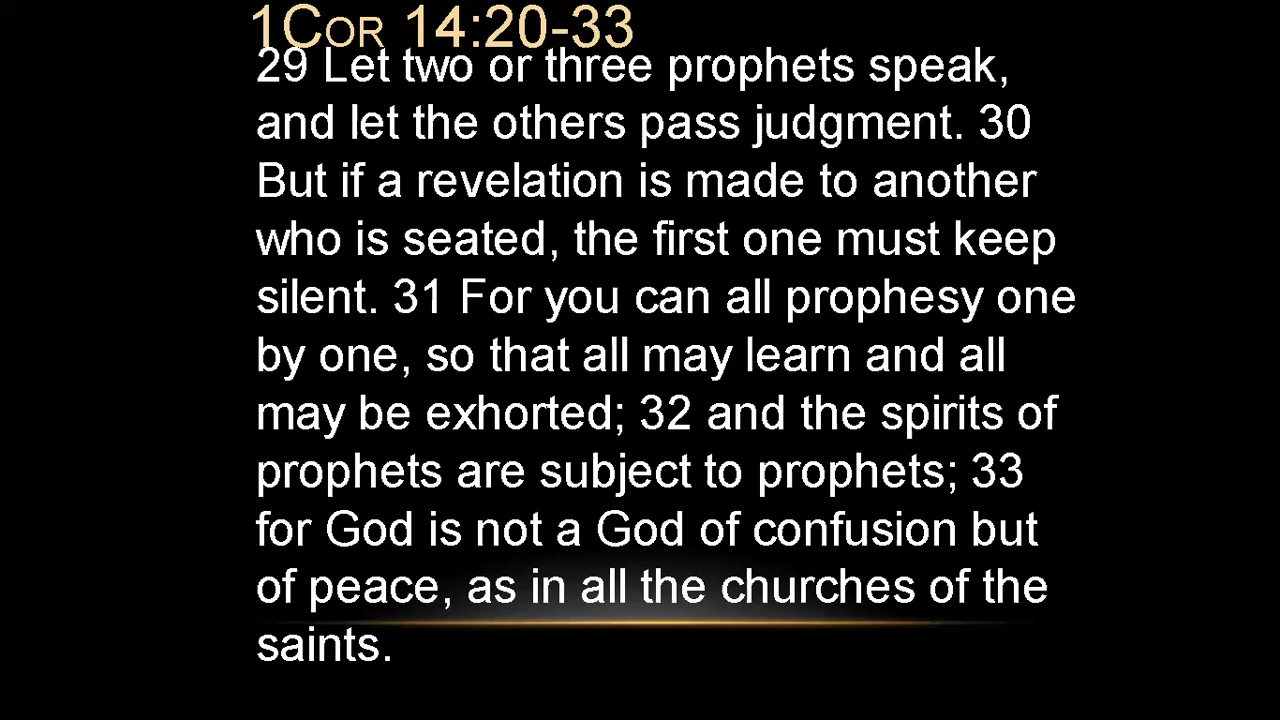 1COR 14:20-33
29 Let two or three prophets speak,
and let the others pass judgment. 30
But if a revelation is made to another
who is seated, the first one must keep
silent. 31 For you can all prophesy one
by one, so that all may learn and all
may be exhorted; 32 and the spirits of
prophets are subject to prophets; 33
for God is not a God of confusion but
of peace, as in all the churches of the
saints.